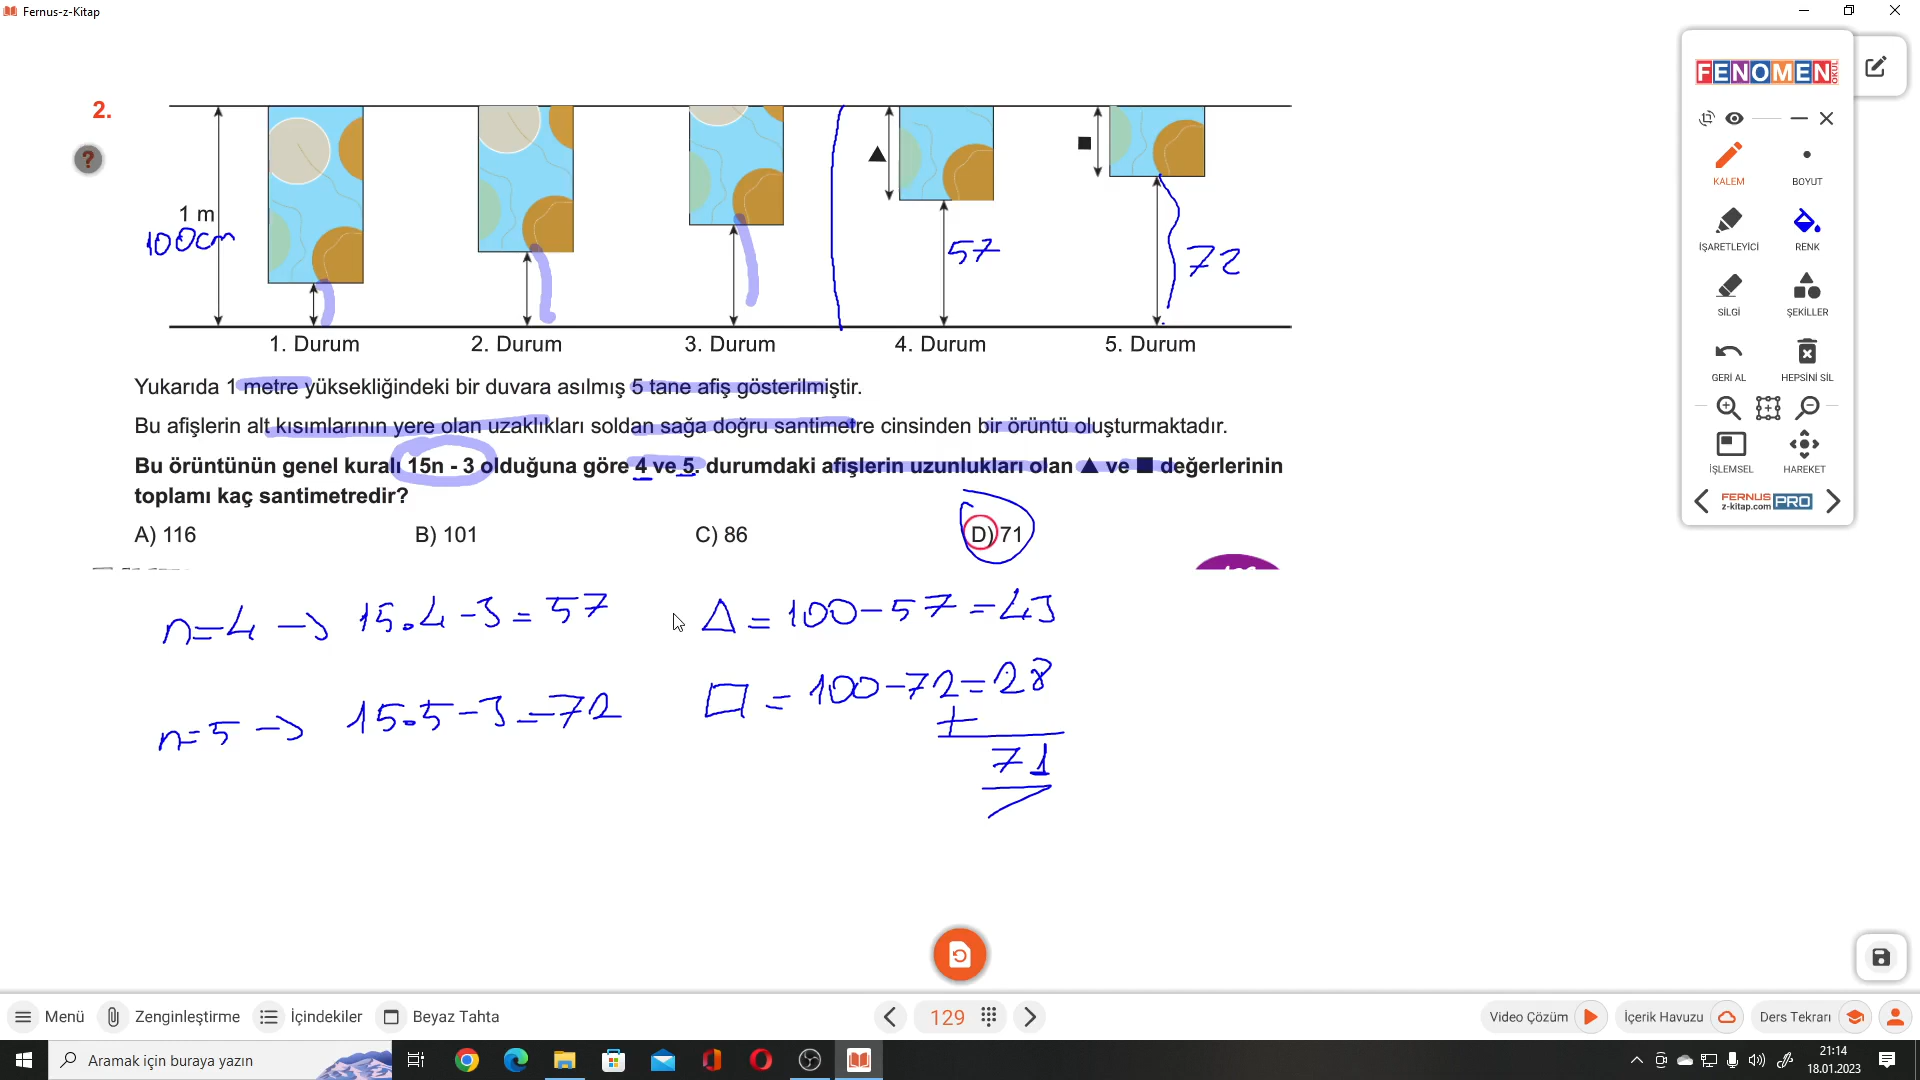 Fernus-z-Kitap
2.
1 m
100cm
57
72
1. Durum
2. Durum
3. Durum
4. Durum
5. Durum
Yukarıda 1 metre yüksekliğindeki bir duvara asılmış 5 tane afiş gösterilmiştir.
Bu afişlerin alt kısımlarının yere olan uzaklıkları soldan sağa doğru santimetre cinsinden bir örüntü oluşturmaktadır.
Bu örüntünün genel kuralı 15n - 3 olduğuna göre 4 ve 5. durumdaki afişlerin uzunlukları olan ▲ ve ■ değerlerinin
toplamı kaç santimetredir?
A) 116
B) 101
C) 86
D) 71
n=4 → 15.4-3=57
△=100-57=43
n=5 → 15.5-3=72
□=100-72=28
+
71
FENOMEN OKUL
KALEM
BOYUT
İŞARETLEYİCİ
RENK
SİLGİ
ŞEKİLLER
GERİ AL
HEPSİNİ SİL
İŞLEMSEL
HAREKET
FERNUS PRO
z-kitap.com
Menü
Zenginleştirme
İçindekiler
Beyaz Tahta
129
Video Çözüm
İçerik Havuzu
Ders Tekrarı
Aramak için buraya yazın
21:14
18.01.2023